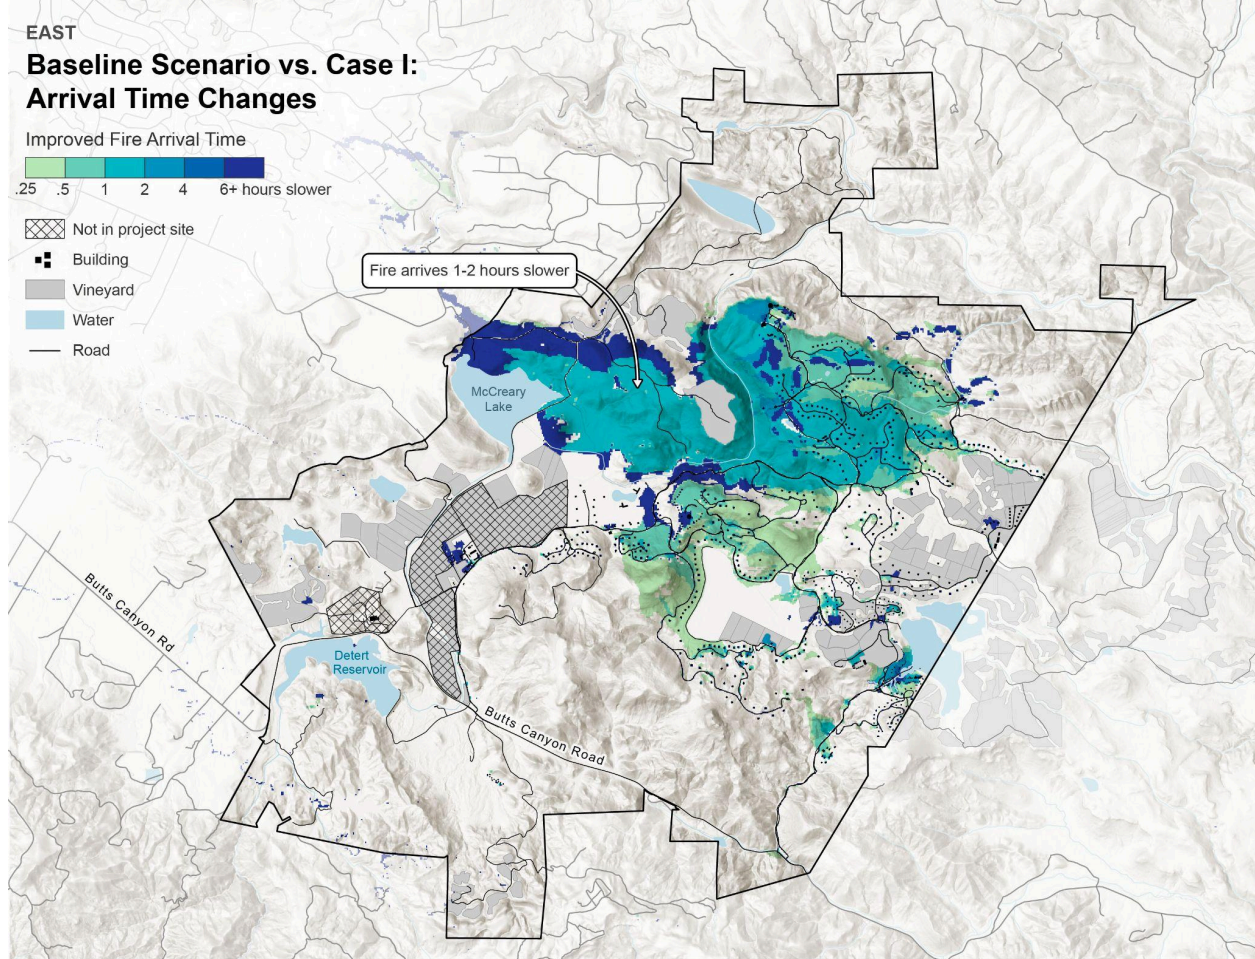 EAST
Baseline Scenario vs. Case I:
Arrival Time Changes
Improved Fire Arrival Time
.25 .5 1 2 4 6+ hours slower
Not in project site
Building
Vineyard
Water
Road
Fire arrives 1-2 hours slower
McCreary
Lake
Butts Canyon Rd
Detert
Reservoir
Butts Canyon Road